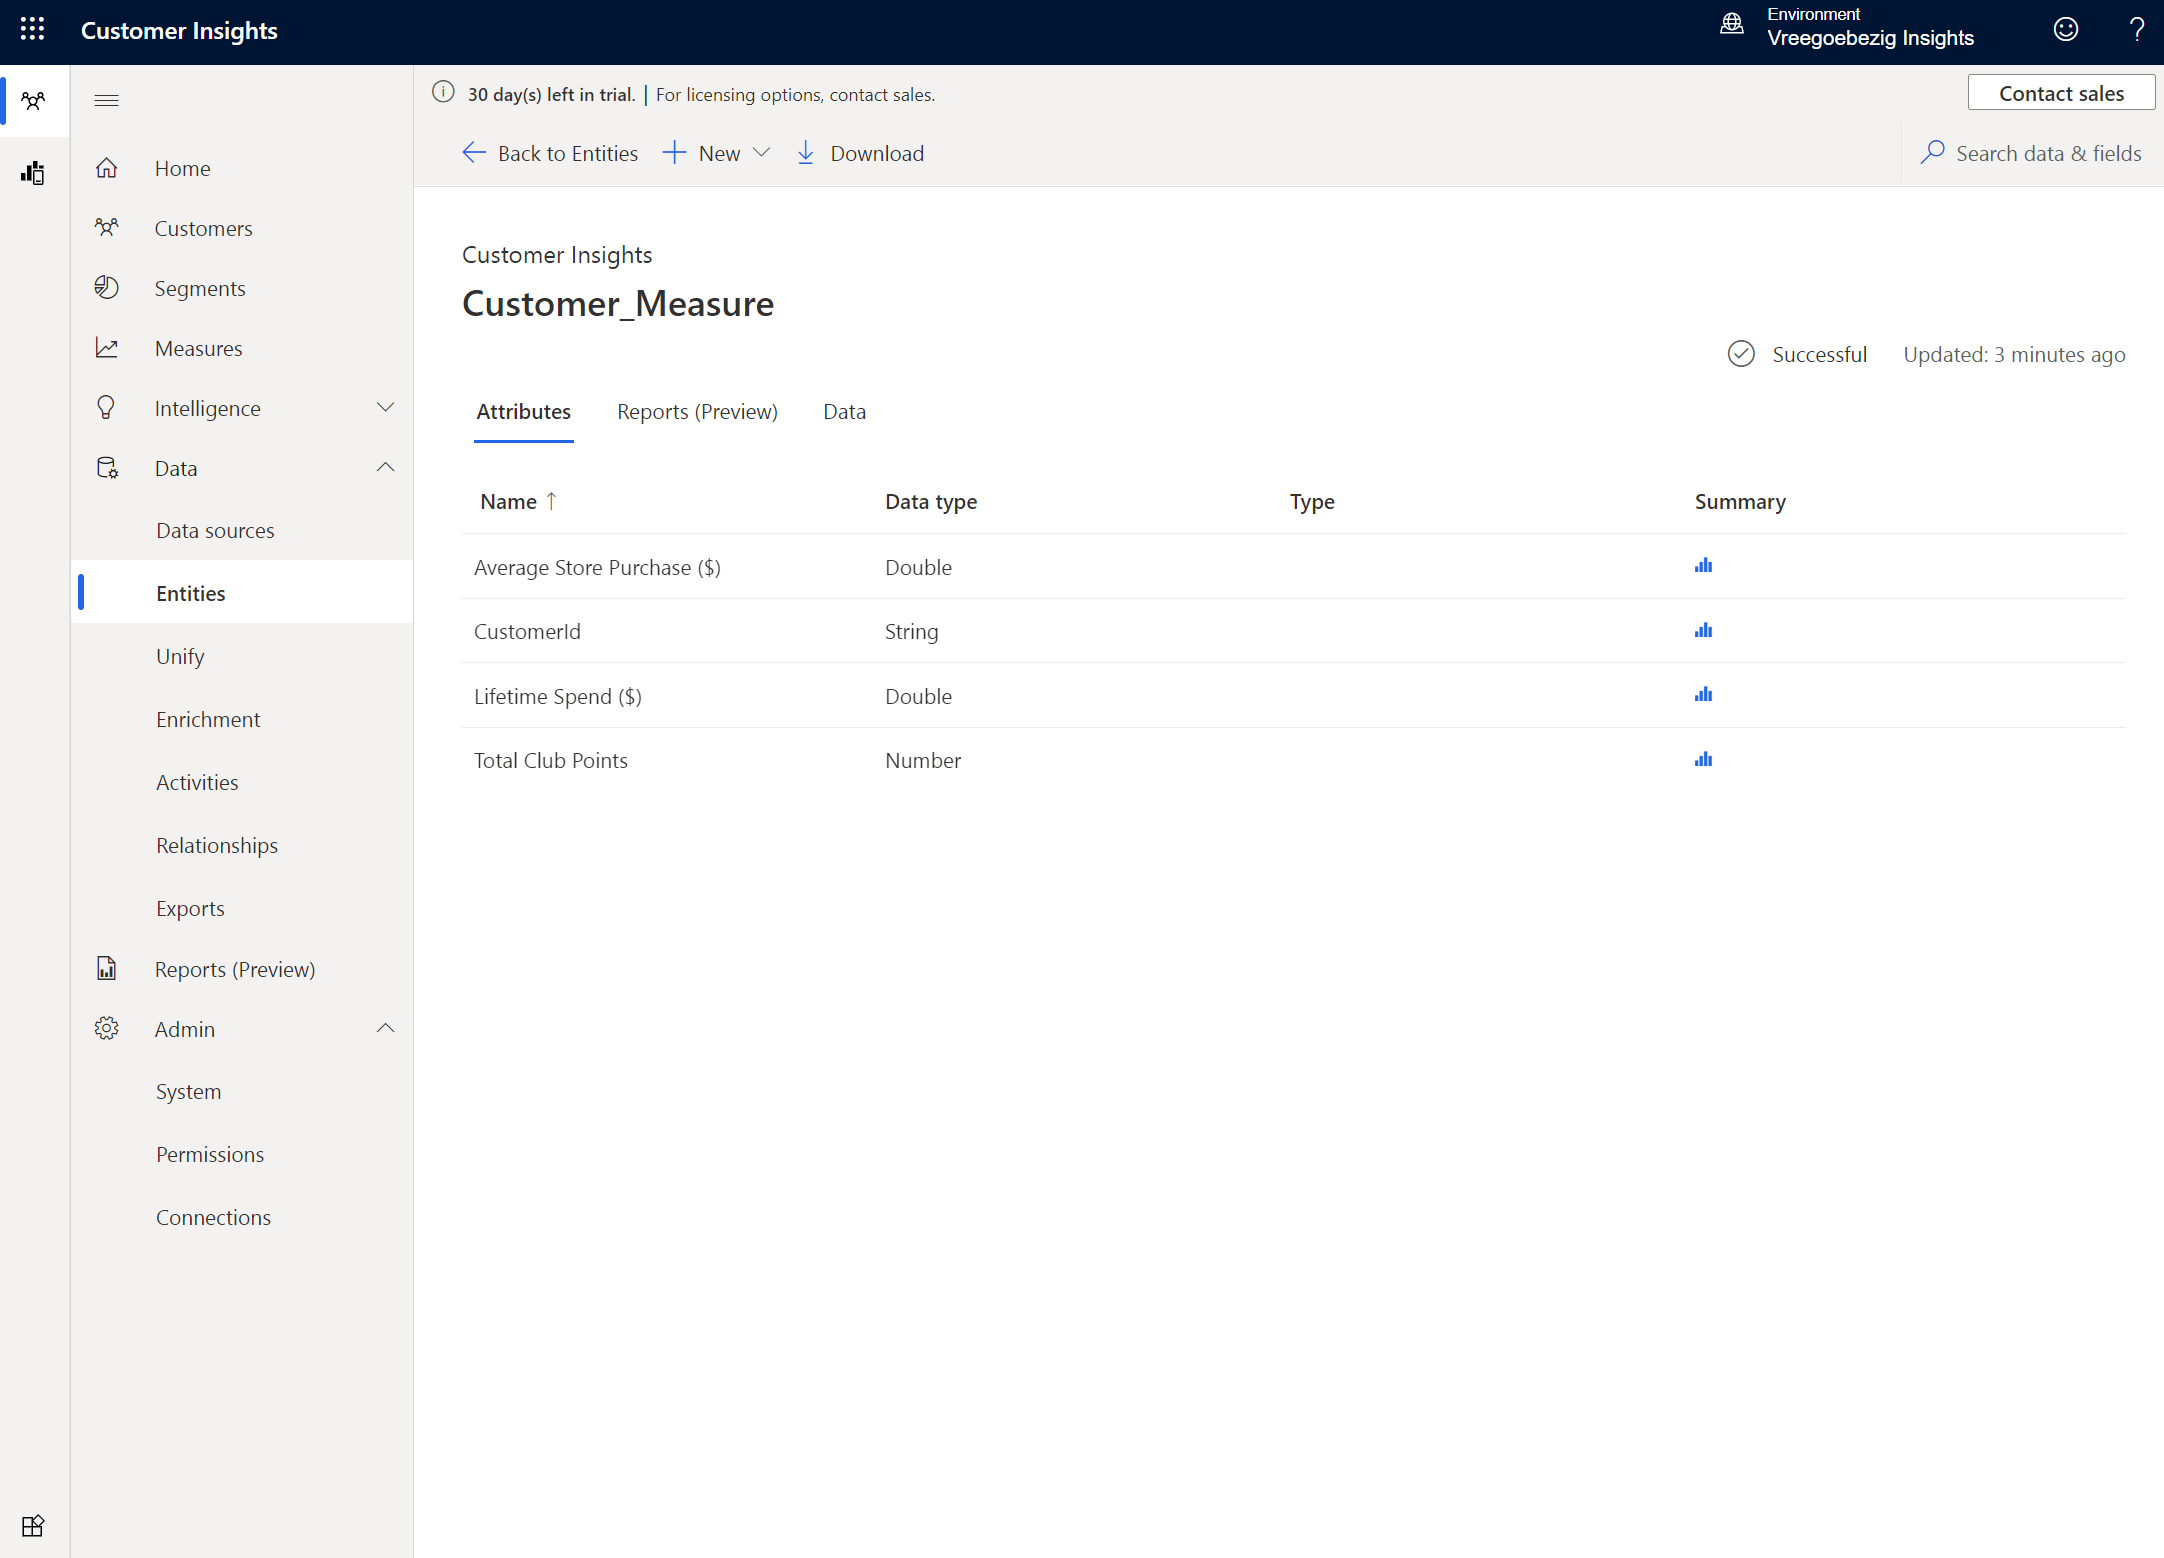 Customer Insights
Environment
Vreegoebezig Insights
?
30 day(s) left in trial. | For licensing options, contact sales.
Contact sales
Back to Entities
New
Download
Search data & fields
Home
Customers
Segments
Measures
Intelligence
Data
Data sources
Entities
Unify
Enrichment
Activities
Relationships
Exports
Reports (Preview)
Admin
System
Permissions
Connections
Customer Insights
Customer_Measure
Successful
Updated: 3 minutes ago
Attributes
Reports (Preview)
Data
Name ↑
Data type
Type
Summary
Average Store Purchase ($)
Double
CustomerId
String
Lifetime Spend ($)
Double
Total Club Points
Number